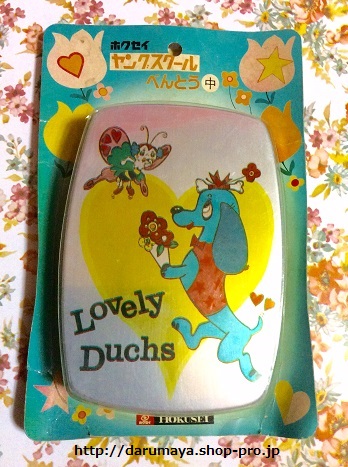 ホクセイ
ヤングスクール
べんとう 中
Lovely
Duchs
HOKUSEI
http://darumaya.shop-pro.jp